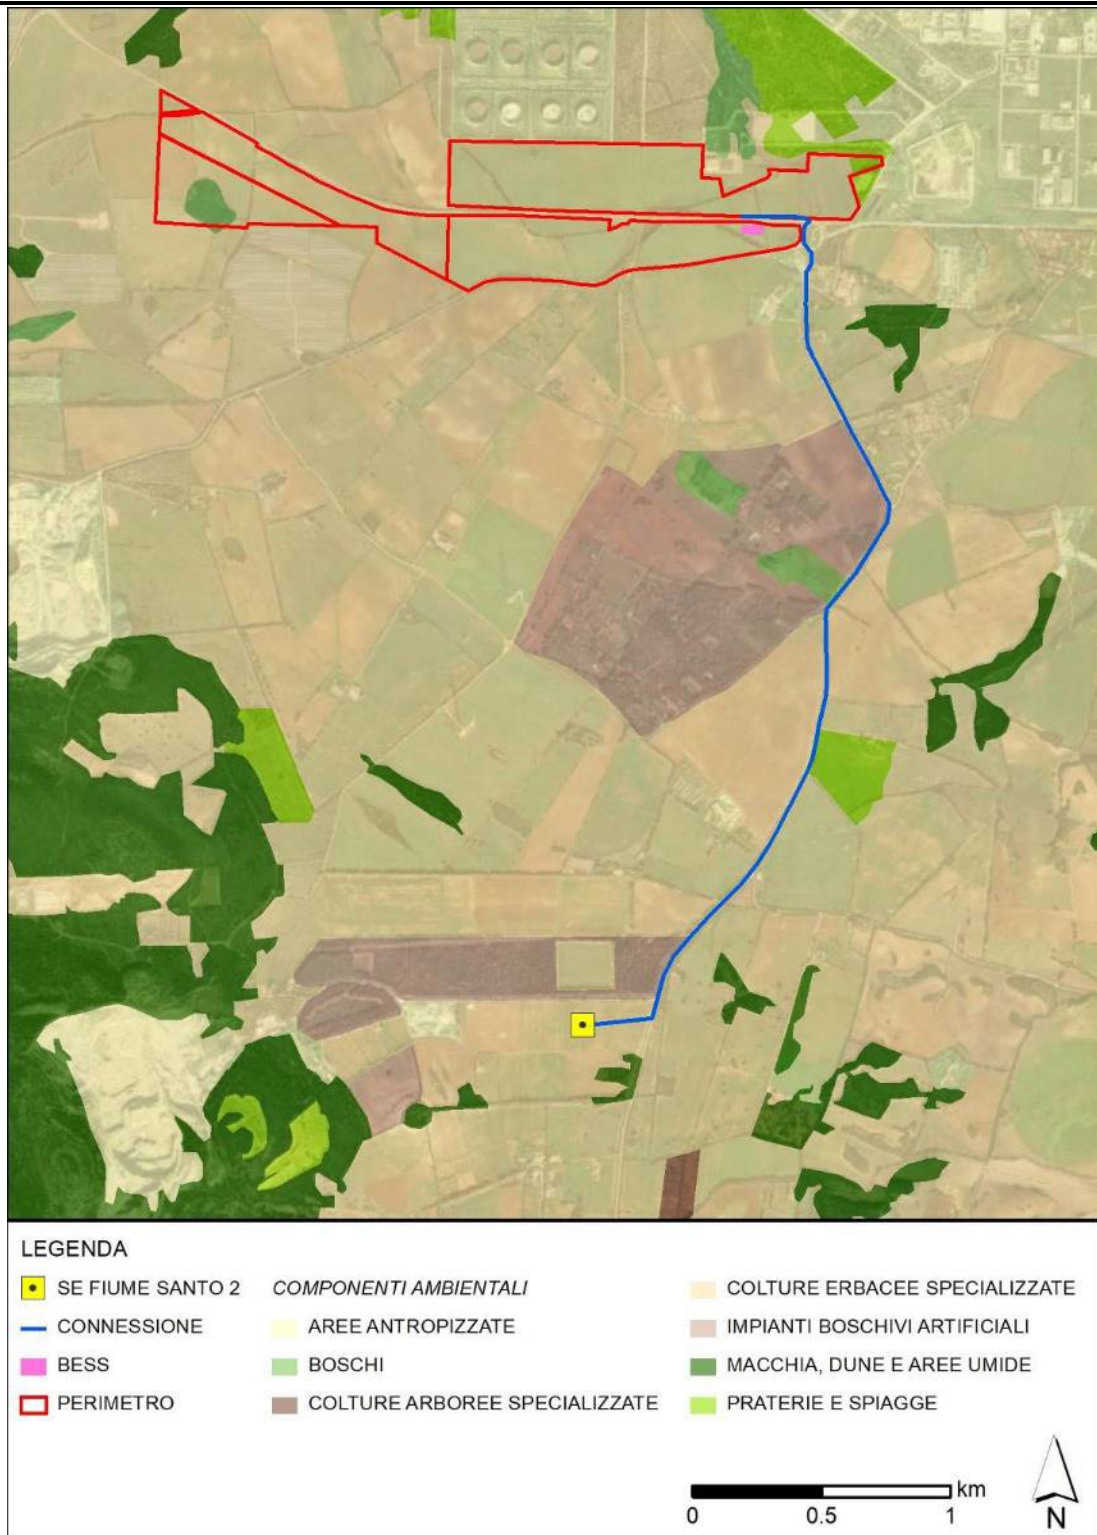 LEGENDA
SE FIUME SANTO 2
CONNESSIONE
BESS
PERIMETRO
COMPONENTI AMBIENTALI
AREE ANTROPIZZATE
BOSCHI
COLTURE ARBOREE SPECIALIZZATE
COLTURE ERBACEE SPECIALIZZATE
IMPIANTI BOSCHIVI ARTIFICIALI
MACCHIA, DUNE E AREE UMIDE
PRATERIE E SPIAGGE
km
0 0.5 1
N